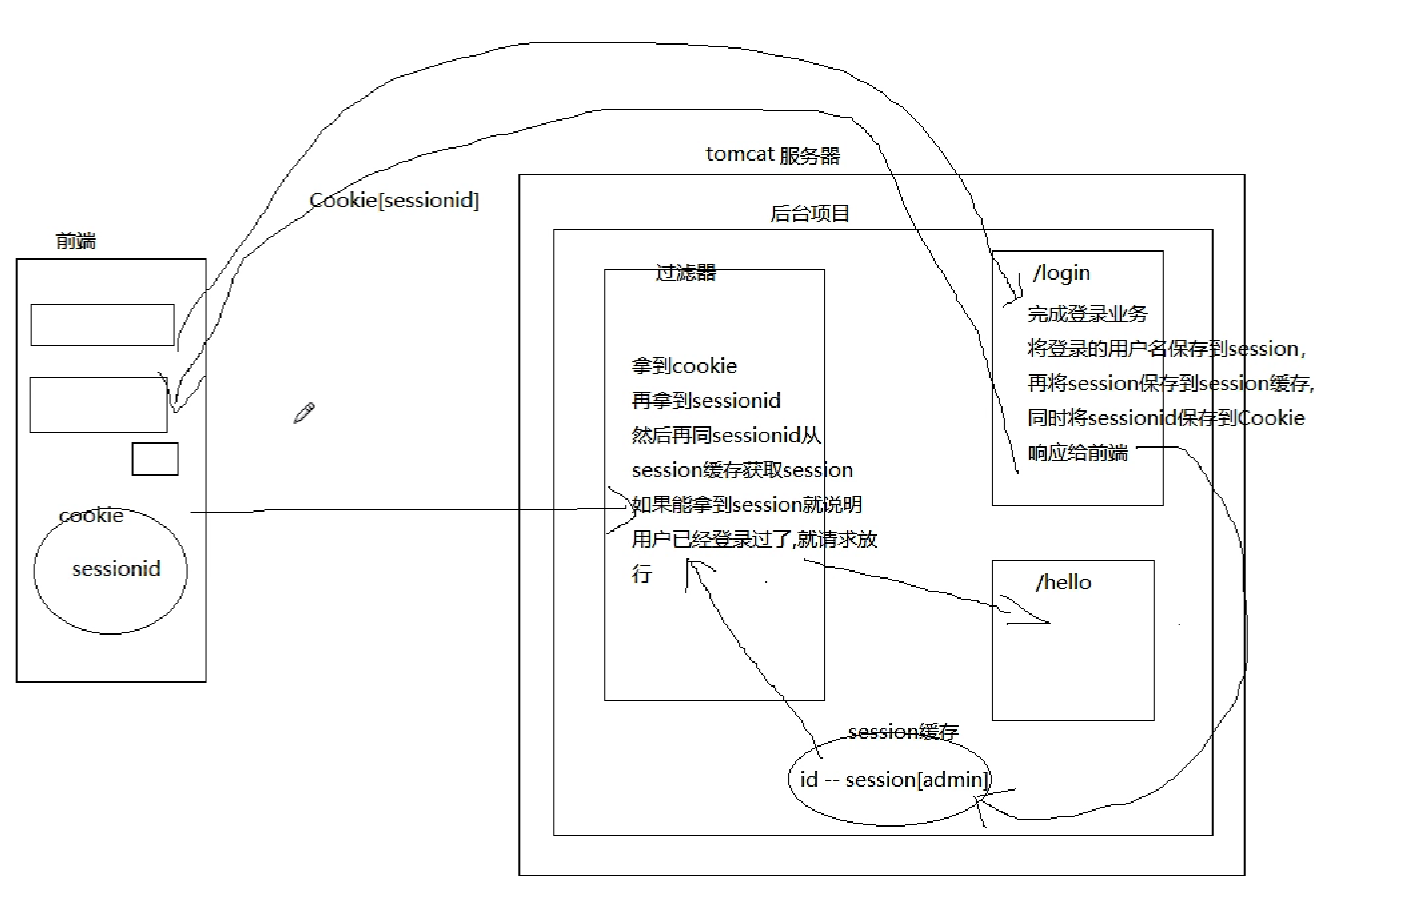 tomcat 服务器
Cookie[sessionid]
后台项目
前端
过滤器
/login
完成登录业务
将登录的用户名保存到session,
再将session保存到session缓存,
同时将sessionid保存到Cookie
响应给前端
拿到cookie
再拿到sessionid
然后再同sessionid从
session缓存获取session
如果能拿到session就说明
用户已经登录过了,就请求放
行
cookie
sessionid
/hello
session缓存
id -- session[admin]